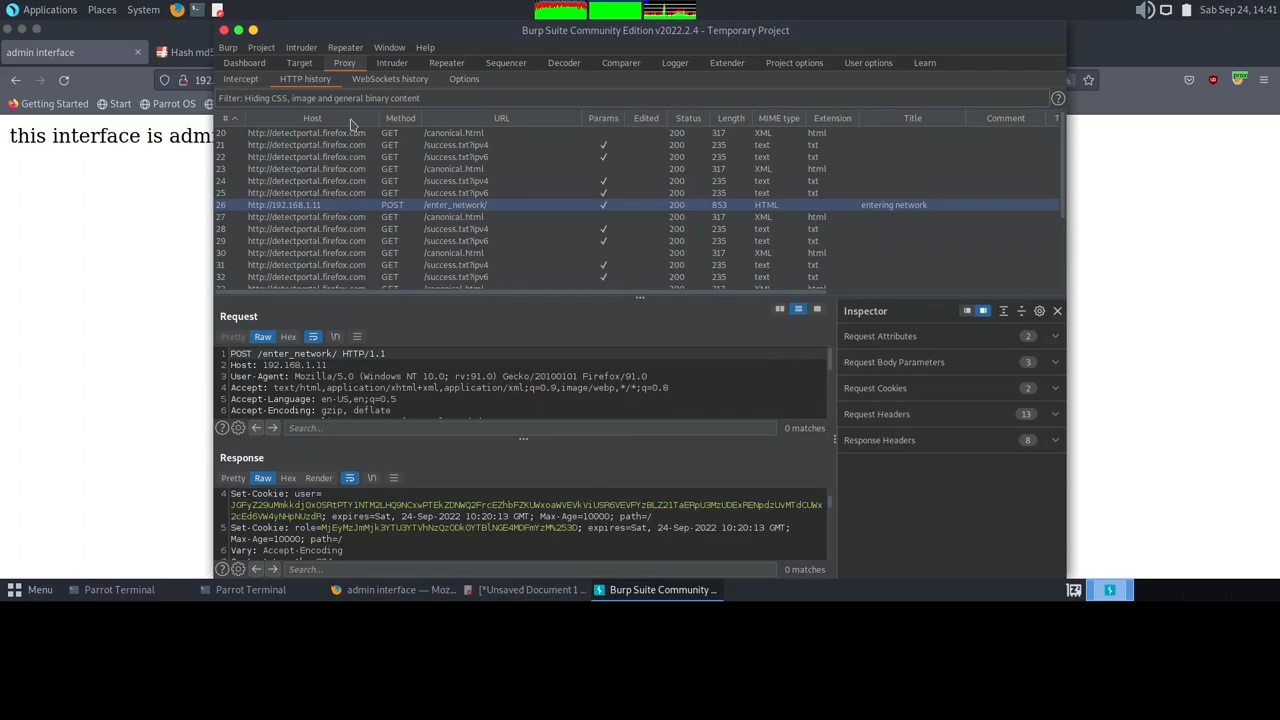 Applications Places System Sab Sep 24, 14:41
Burp Suite Community Edition v2022.2.4 - Temporary Project
admin interface × Hash md5
Burp Project Intruder Repeater Window Help
Dashboard Target Proxy Intruder Repeater Sequencer Decoder Comparer Logger Extender Project options User options Learn
192.
Intercept HTTP history WebSockets history Options
Getting Started Start Parrot OS
Filter: Hiding CSS, image and general binary content
# Host Method URL Params Edited Status Length MIME type Extension Title Comment T
this interface is adm
20 http://detectportal.firefox.com GET /canonical.html 200 317 XML html
21 http://detectportal.firefox.com GET /success.txt?ipv4 ✓ 200 235 text txt
22 http://detectportal.firefox.com GET /success.txt?ipv6 ✓ 200 235 text txt
23 http://detectportal.firefox.com GET /canonical.html 200 317 XML html
24 http://detectportal.firefox.com GET /success.txt?ipv4 ✓ 200 235 text txt
25 http://detectportal.firefox.com GET /success.txt?ipv6 ✓ 200 235 text txt
26 http://192.168.1.11 POST /enter_network/ ✓ 200 853 HTML entering network
27 http://detectportal.firefox.com GET /canonical.html 200 317 XML html
28 http://detectportal.firefox.com GET /success.txt?ipv4 ✓ 200 235 text txt
29 http://detectportal.firefox.com GET /success.txt?ipv6 ✓ 200 235 text txt
30 http://detectportal.firefox.com GET /canonical.html 200 317 XML html
31 http://detectportal.firefox.com GET /success.txt?ipv4 ✓ 200 235 text txt
32 http://detectportal.firefox.com GET /success.txt?ipv6 ✓ 200 235 text txt
Request
Pretty Raw Hex \n
1 POST /enter_network/ HTTP/1.1
2 Host: 192.168.1.11
3 User-Agent: Mozilla/5.0 (Windows NT 10.0; rv:91.0) Gecko/20100101 Firefox/91.0
4 Accept: text/html,application/xhtml+xml,application/xml;q=0.9,image/webp,*/*;q=0.8
5 Accept-Language: en-US,en;q=0.5
6 Accept-Encoding: gzip, deflate
Search... 0 matches
Response
Pretty Raw Hex Render \n
4 Set-Cookie: user=
expires=Sat, 24-Sep-2022 10:20:13 GMT; Max-Age=10000; path=/
5 Set-Cookie: role= expires=Sat, 24-Sep-2022 10:20:13 GMT;
Max-Age=10000; path=/
6 Vary: Accept-Encoding
Search... 0 matches
Inspector
Request Attributes 2
Request Body Parameters 3
Request Cookies 2
Request Headers 13
Response Headers 8
Menu Parrot Terminal Parrot Terminal admin interface — Moz... [*Unsaved Document 1 ... Burp Suite Community ...